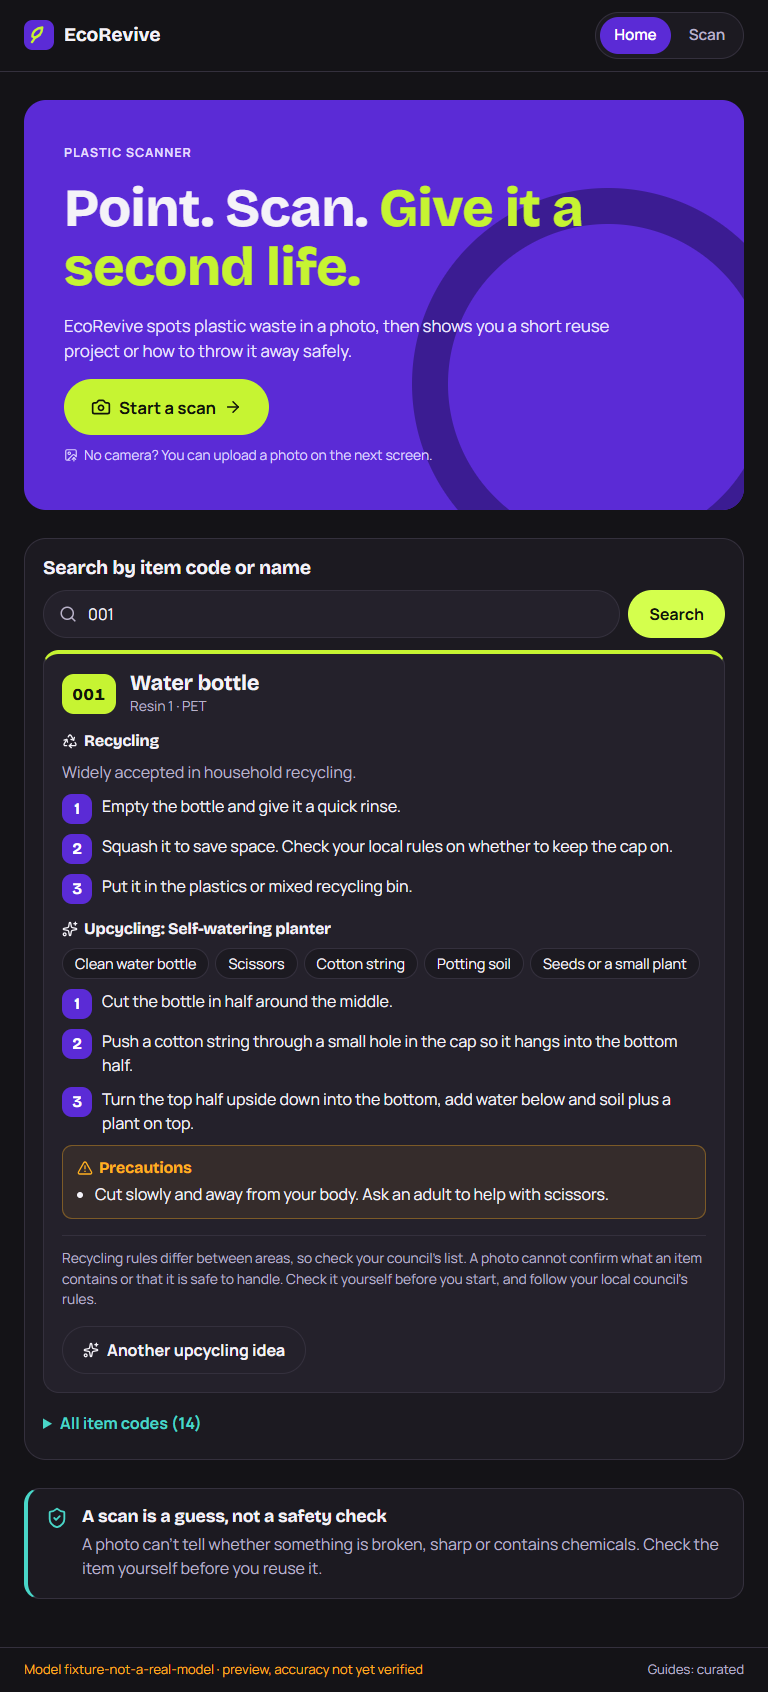 EcoRevive
Home
Scan
PLASTIC SCANNER
Point. Scan. Give it a
second life.
EcoRevive spots plastic waste in a photo, then shows you a short reuse
project or how to throw it away safely.
Start a scan
No camera? You can upload a photo on the next screen.
Search by item code or name
001
Search
001
Water bottle
Resin 1 · PET
Recycling
Widely accepted in household recycling.
1 Empty the bottle and give it a quick rinse.
2 Squash it to save space. Check your local rules on whether to keep the cap on.
3 Put it in the plastics or mixed recycling bin.
Upcycling: Self-watering planter
Clean water bottle
Scissors
Cotton string
Potting soil
Seeds or a small plant
1 Cut the bottle in half around the middle.
2 Push a cotton string through a small hole in the cap so it hangs into the bottom
half.
3 Turn the top half upside down into the bottom, add water below and soil plus a
plant on top.
Precautions
• Cut slowly and away from your body. Ask an adult to help with scissors.
Recycling rules differ between areas, so check your council's list. A photo cannot confirm what an item
contains or that it is safe to handle. Check it yourself before you start, and follow your local council's
rules.
Another upcycling idea
All item codes (14)
A scan is a guess, not a safety check
A photo can't tell whether something is broken, sharp or contains chemicals. Check the
item yourself before you reuse it.
Model fixture-not-a-real-model · preview, accuracy not yet verified
Guides: curated